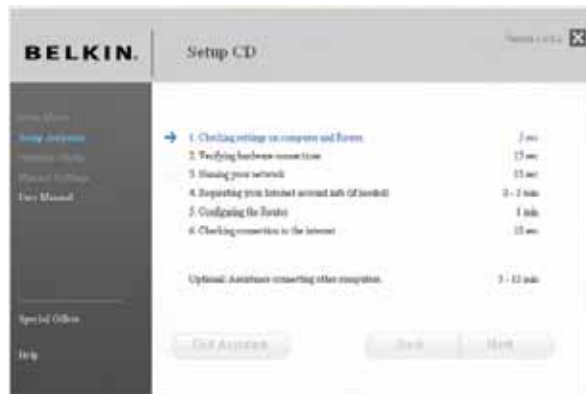 BELKIN.
Setup CD
Setup Assistant
User Manual
Special Offers
Help
1. Checking settings on computer and Router 2 sec
2. Verifying hardware connections 15 sec
3. Naming your network 15 sec
4. Requesting your Internet account info (if needed) 0 - 2 min
5. Configuring the Router 1 min
6. Checking connection to the internet 15 sec
Optional: Assistance connecting other computers. 5 - 15 min
Exit Assistant
Back
Next